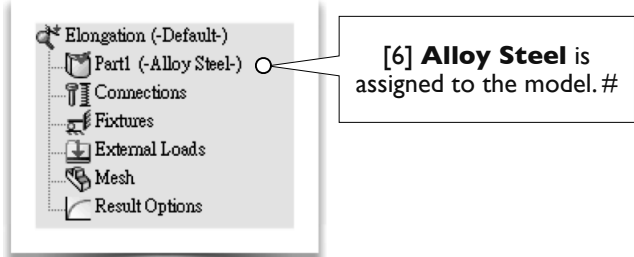 Elongation (-Default-)
Part1 (-Alloy Steel-)
Connections
Fixtures
External Loads
Mesh
Result Options
[6] Alloy Steel is
assigned to the model. #